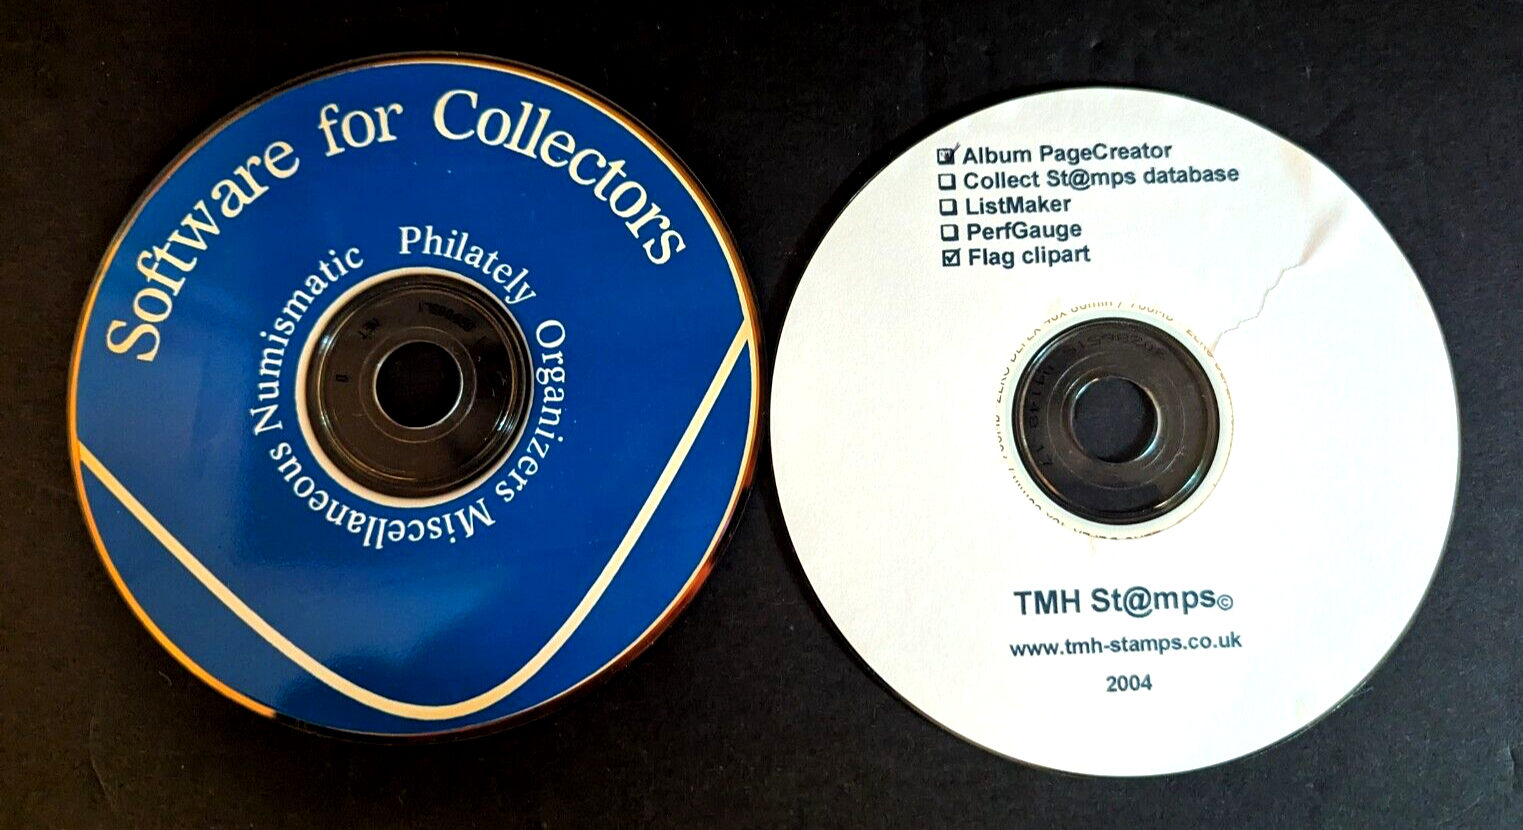 Software for Collectors
Philately Organizers Miscellaneous Numismatic
Album PageCreator
Collect St@mps database
ListMaker
PerfGauge
Flag clipart
TMH St@mps©
www.tmh-stamps.co.uk
2004